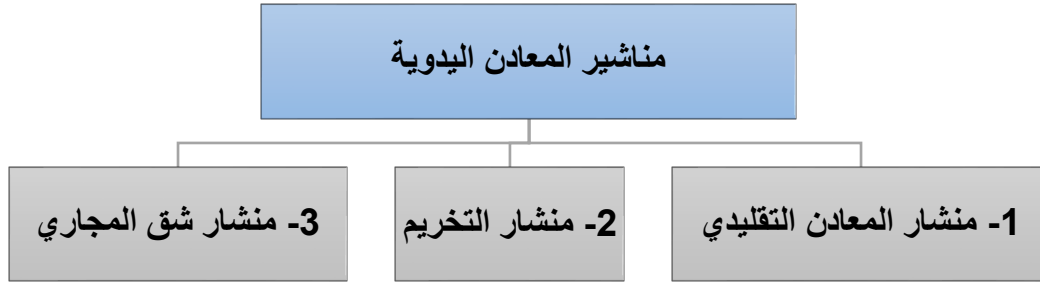 مناشير المعادن اليدوية
1- منشار المعادن التقليدي
2- منشار التخريم
3- منشار شق المجاري